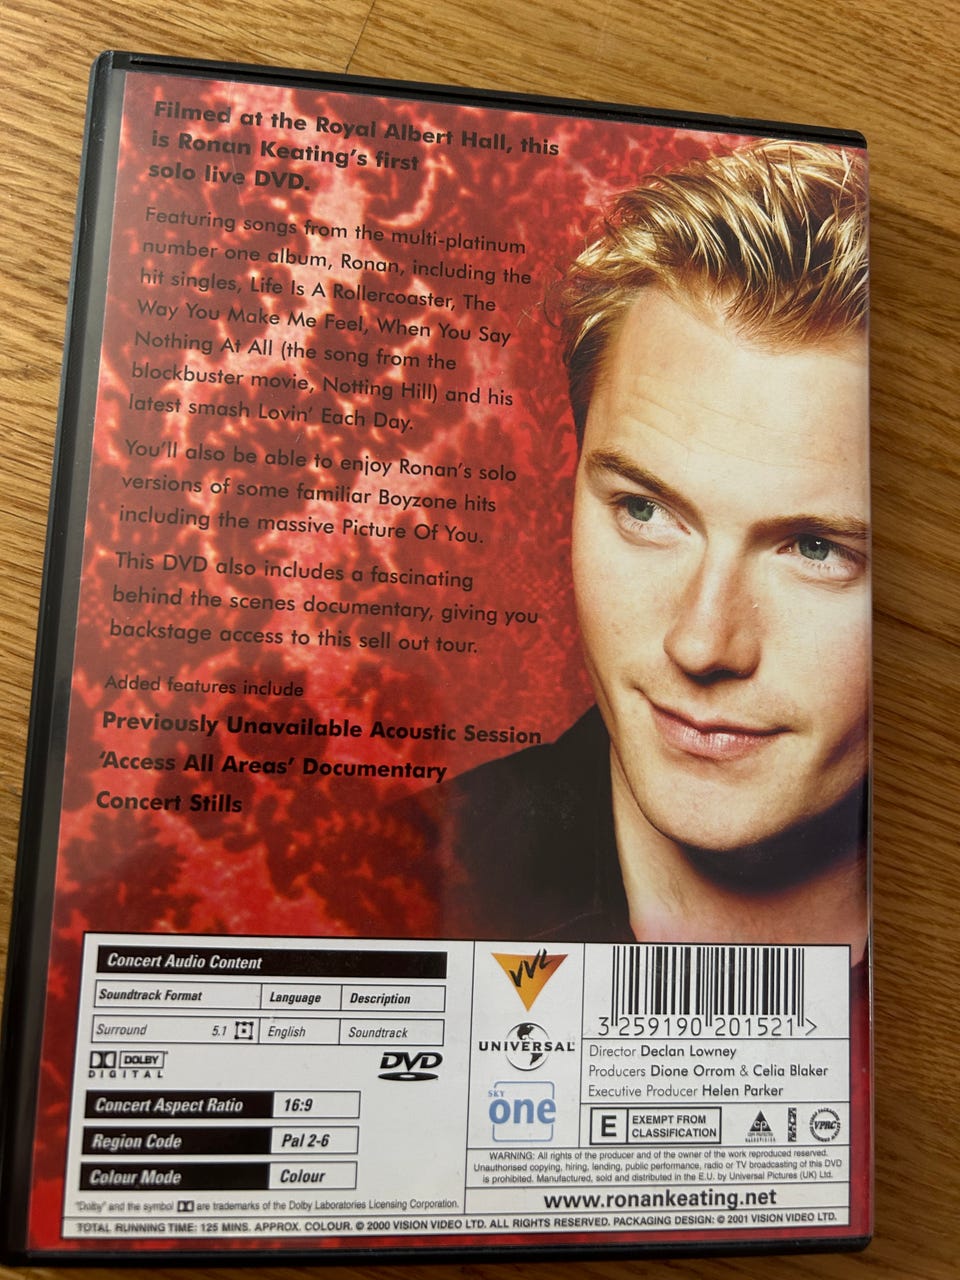 Filmed at the Royal Albert Hall, this
is Ronan Keating's first
solo live DVD.
Featuring songs from the multi-platinum
number one album, Ronan, including the
hit singles, Life Is A Rollercoaster, The
Way You Make Me Feel, When You Say
Nothing At All (the song from the
blockbuster movie, Notting Hill) and his
latest smash Lovin' Each Day.
You'll also be able to enjoy Ronan's solo
versions of some familiar Boyzone hits
including the massive Picture Of You.
This DVD also includes a fascinating
behind the scenes documentary, giving you
backstage access to this sell out tour.
Added features include
Previously Unavailable Acoustic Session
'Access All Areas' Documentary
Concert Stills
Concert Audio Content
Soundtrack Format Language Description
Surround 5.1 English Soundtrack
DOLBY
DIGITAL
DVD
Concert Aspect Ratio 16:9
Region Code Pal 2-6
Colour Mode Colour
"Dolby" and the symbol are trademarks of the Dolby Laboratories Licensing Corporation.
VVL
UNIVERSAL
SKY
one
3 259190 201521 >
Director Declan Lowney
Producers Dione Orrom & Celia Blaker
Executive Producer Helen Parker
E EXEMPT FROM
CLASSIFICATION
VPRC
WARNING: All rights of the producer and of the owner of the work reproduced reserved.
Unauthorised copying, hiring, lending, public performance, radio or TV broadcasting of this DVD
is prohibited. Manufactured, sold and distributed in the E.U. by Universal Pictures (UK) Ltd.
www.ronankeating.net
TOTAL RUNNING TIME: 125 MINS. APPROX. COLOUR. © 2000 VISION VIDEO LTD. ALL RIGHTS RESERVED. PACKAGING DESIGN: © 2001 VISION VIDEO LTD.